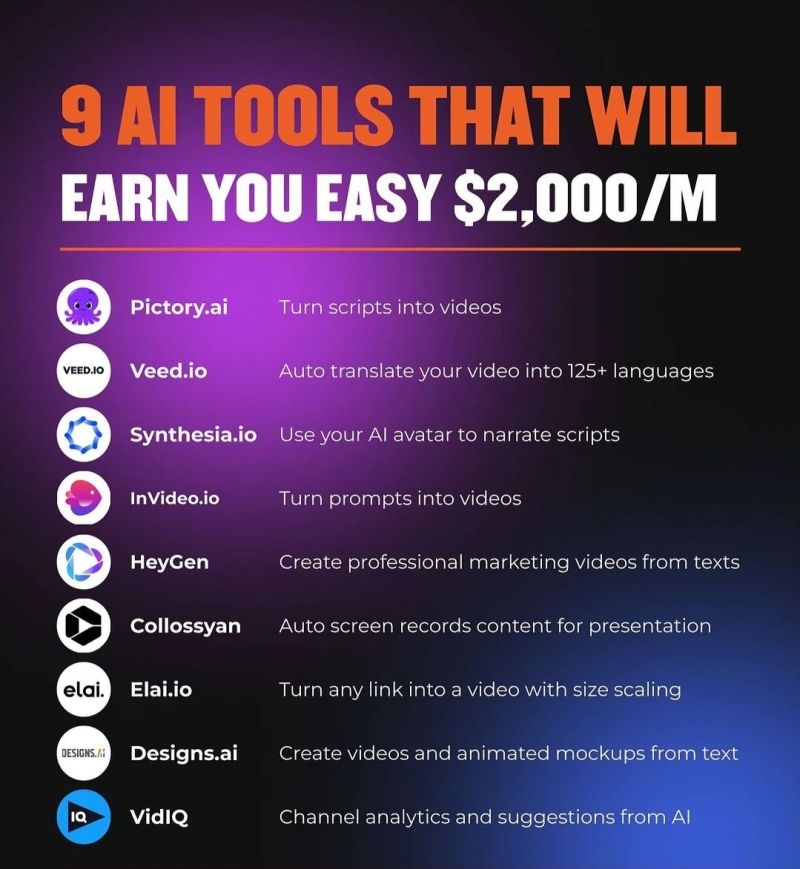 9 AI TOOLS THAT WILL
EARN YOU EASY $2,000/M
Pictory.ai Turn scripts into videos
VEED.IO Veed.io Auto translate your video into 125+ languages
Synthesia.io Use your AI avatar to narrate scripts
InVideo.io Turn prompts into videos
HeyGen Create professional marketing videos from texts
Collossyan Auto screen records content for presentation
elai. Elai.io Turn any link into a video with size scaling
DESIGNS.Ai Designs.ai Create videos and animated mockups from text
IQ VidIQ Channel analytics and suggestions from AI